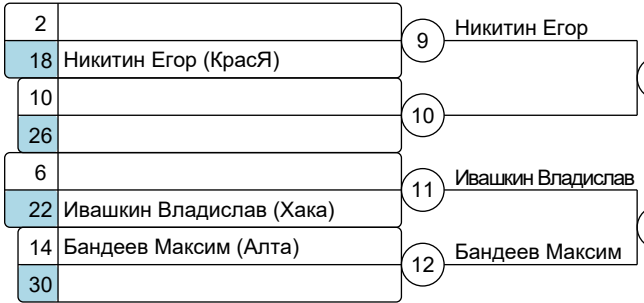 2
9 Никитин Егор
18 Никитин Егор (КрасЯ)
10
10
26
6
11 Ивашкин Владислав
22 Ивашкин Владислав (Хака)
14 Бандеев Максим (Алта)
12 Бандеев Максим
30